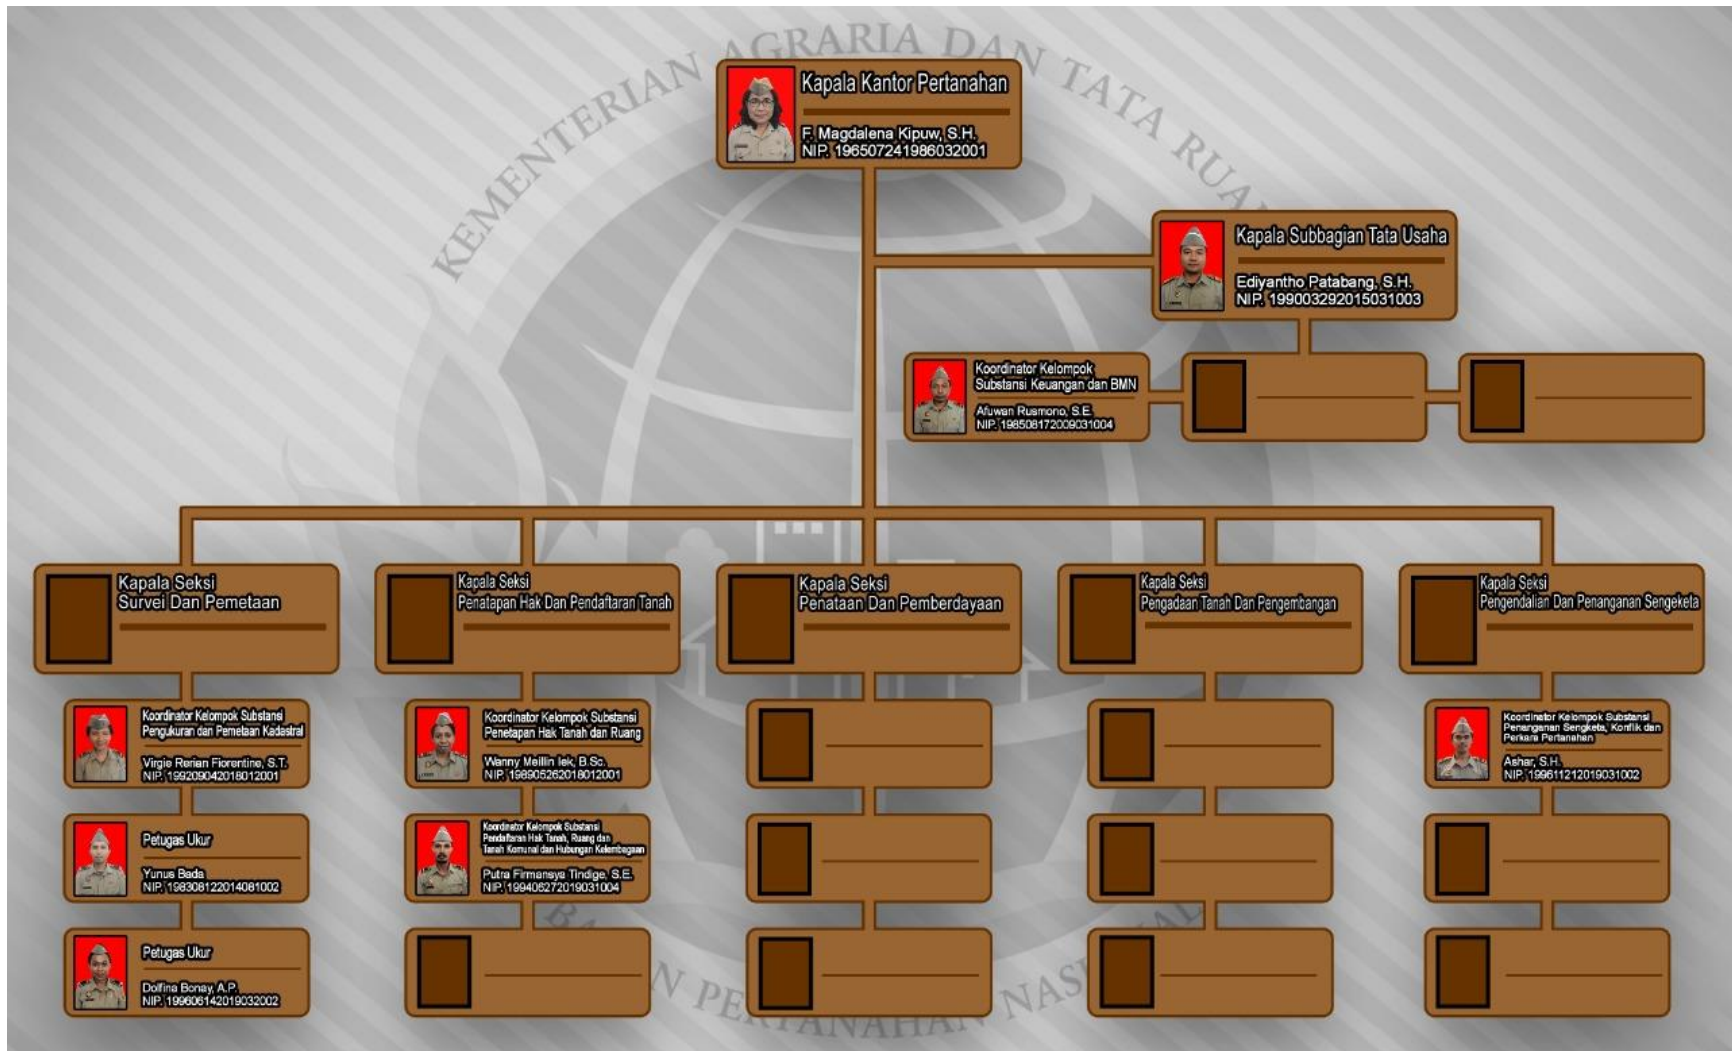 KEMENTERIAN AGRARIA DAN TATA RUA
Kapala Kantor Pertanahan
F. Magdalena Kipuw, S.H.
NIP. 196507241986032001
Kapala Subbagian Tata Usaha
Ediyantho Patabang, S.H.
NIP. 199003292015031003
Koordinator Kelompok
Substansi Keuangan dan BMN
Afuwan Rusmono, S.E.
NIP. 198508172009031004
Kapala Seksi
Survei Dan Pemetaan
Kapala Seksi
Penatapan Hak Dan Pendaftaran Tanah
Kapala Seksi
Penataan Dan Pemberdayaan
Kapala Seksi
Pengadaan Tanah Dan Pengembangan
Kapala Seksi
Pengendalian Dan Penanganan Sengeketa
Koordinator Kelompok Substansi
Pengukuran dan Pemetaan Kadastral
Virgie Rerian Fiorentine, S.T.
NIP. 199209042018012001
Koordinator Kelompok Substansi
Penetapan Hak Tanah dan Ruang
Wanny Meillin Iek, B.Sc.
NIP. 198905262018012001
Koordinator Kelompok Substansi
Penanganan Sengketa, Konflik dan
Perkara Pertanahan
Ashar, S.H.
NIP. 199611212019031002
Petugas Ukur
Yunus Bada
NIP. 198308122014081002
Koordinator Kelompok Substansi
Pendaftaran Hak Tanah, Ruang dan
Tanah Komunal dan Hubungan Kelembagaan
Putra Firmansya Tindige, S.E.
NIP. 199406272019031004
Petugas Ukur
Dolfina Bonay, A.P.
NIP. 199606142019032002
PERTANAHAN